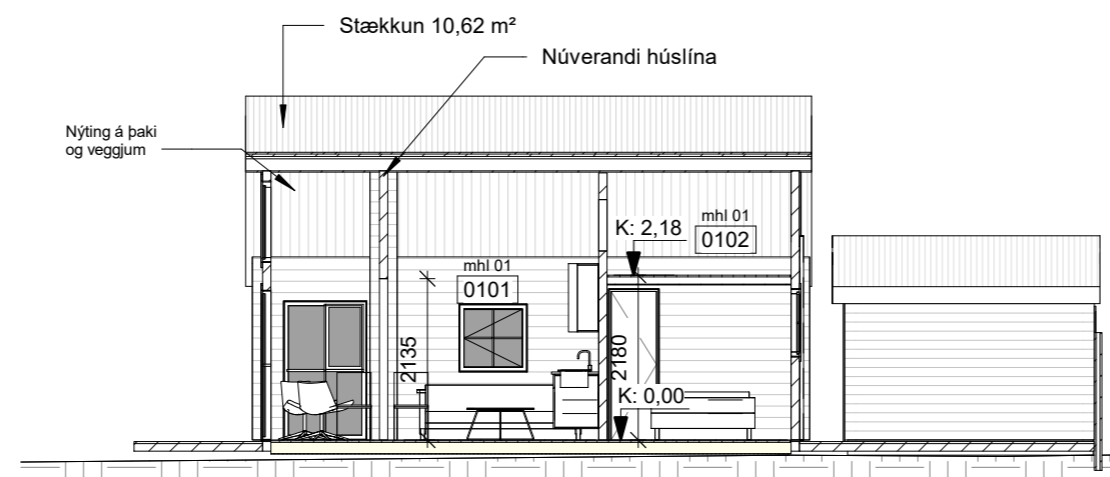 Stækkun 10,62 m²
Núverandi húslína
Nýting á þaki
og veggjum
K: 2,18
mhl 01
0102
mhl 01
0101
2135
2180
K: 0,00